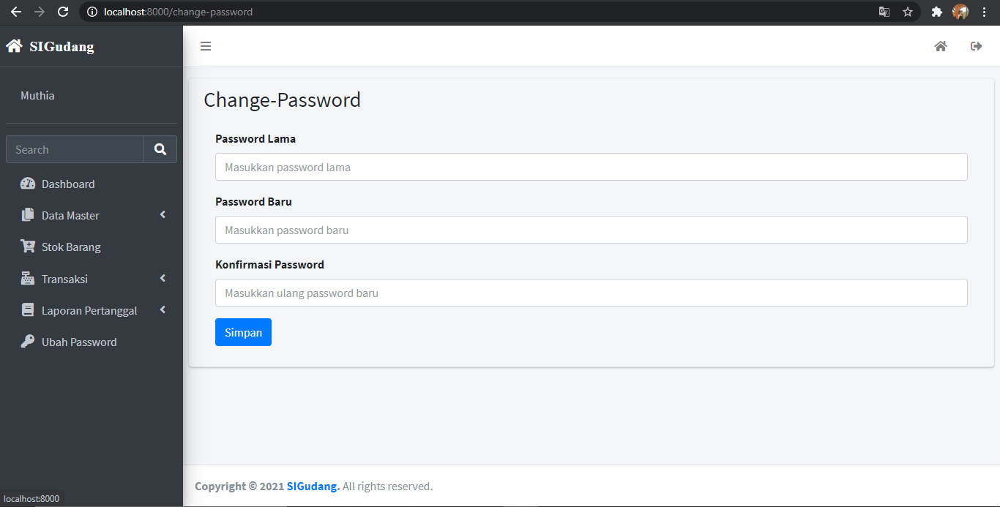 localhost:8000/change-password
SIGudang
Muthia
Search
Dashboard
Data Master
Stok Barang
Transaksi
Laporan Pertanggal
Ubah Password
Change-Password
Password Lama
Masukkan password lama
Password Baru
Masukkan password baru
Konfirmasi Password
Masukkan ulang password baru
Simpan
Copyright © 2021 SIGudang. All rights reserved.
localhost:8000